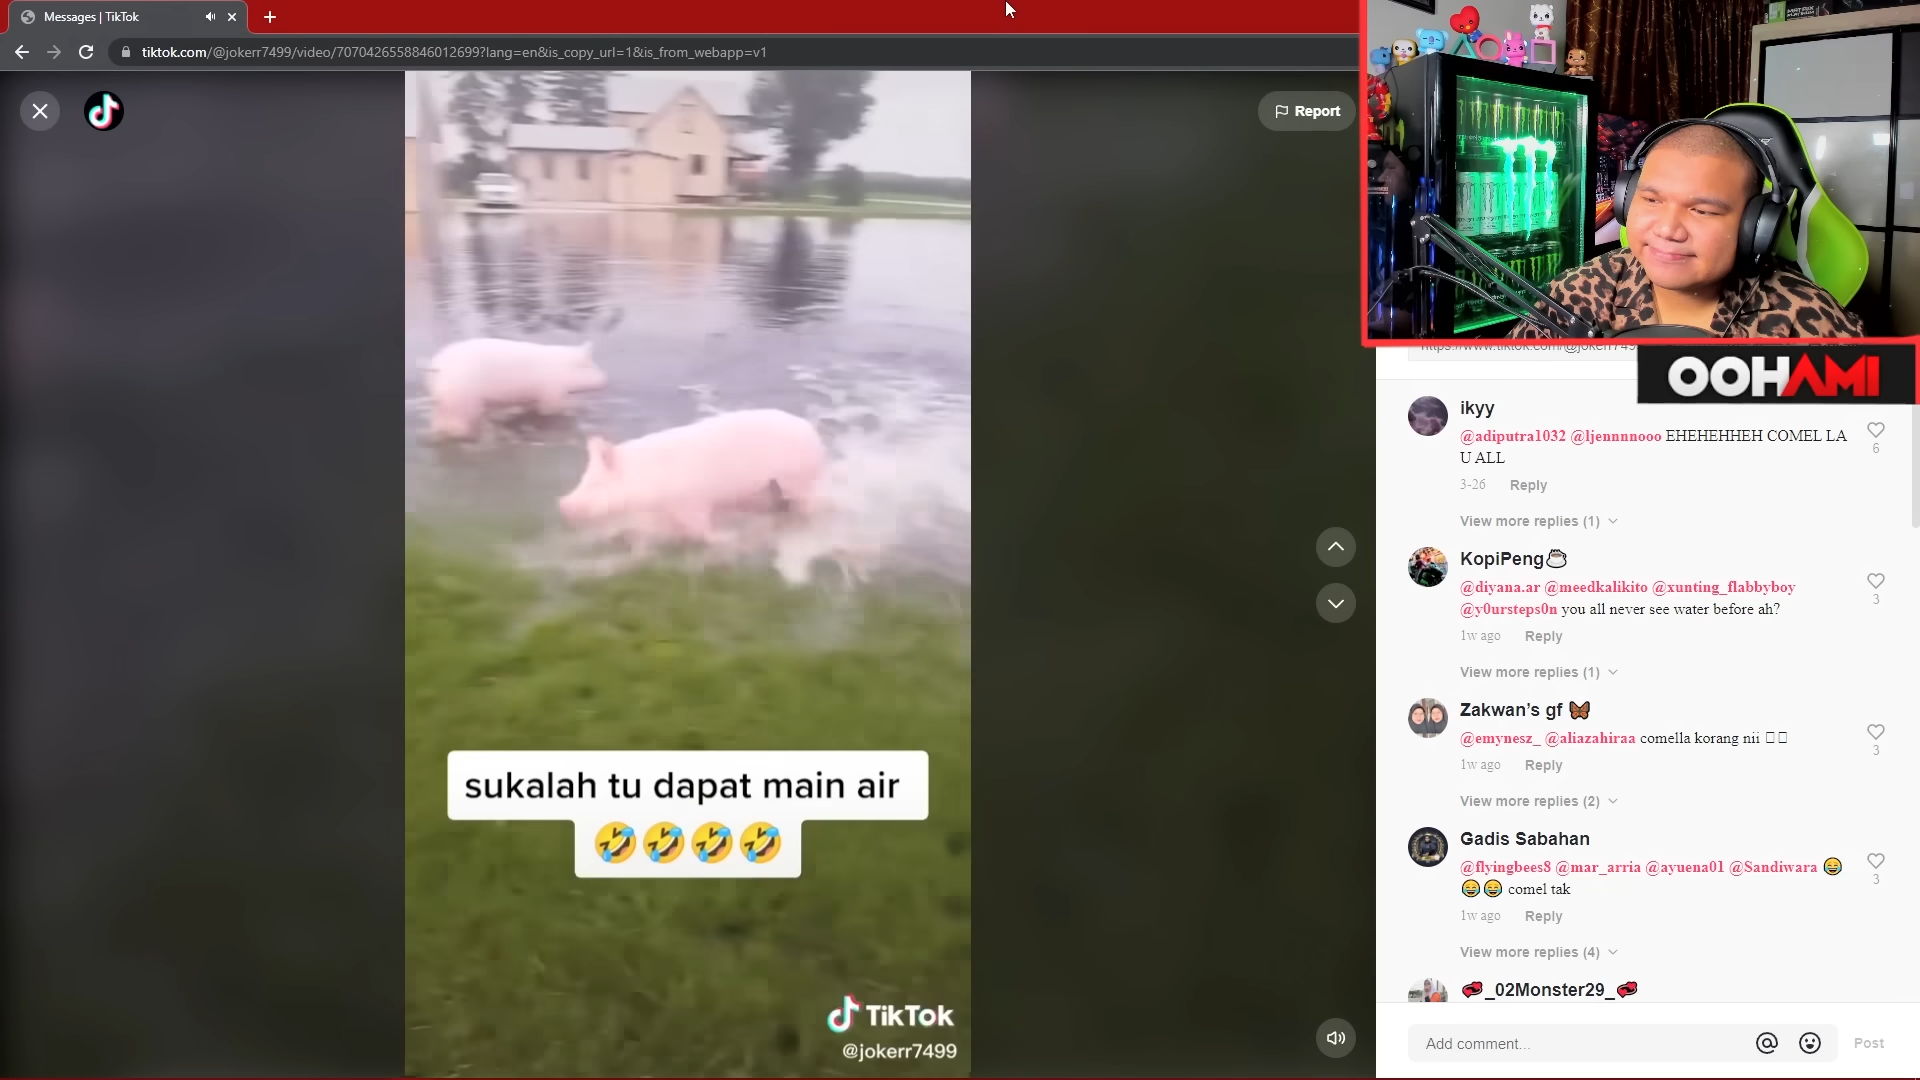 Messages | TikTok
tiktok.com/@jokerr7499/video/7070426558846012699?lang=en&is_copy_url=1&is_from_webapp=v1
Report
sukalah tu dapat main air
🤣🤣🤣🤣
TikTok
@jokerr7499
OOHAMI
ikyy
@adiputra1032 @ljennnnooo EHEHEHHEH COMEL LA
U ALL
6
3-26 Reply
View more replies (1)
KopiPeng☕
@diyana.ar @meedkalikito @xunting_flabbyboy
@y0ursteps0n you all never see water before ah?
3
1w ago Reply
View more replies (1)
Zakwan’s gf 🦋
@emynesz_ @aliazahiraa comella korang nii
3
1w ago Reply
View more replies (2)
Gadis Sabahan
@flyingbees8 @mar_arria @ayuena01 @Sandiwara 😂
😂😂 comel tak
3
1w ago Reply
View more replies (4)
💞_02Monster29_💞
Add comment...
Post